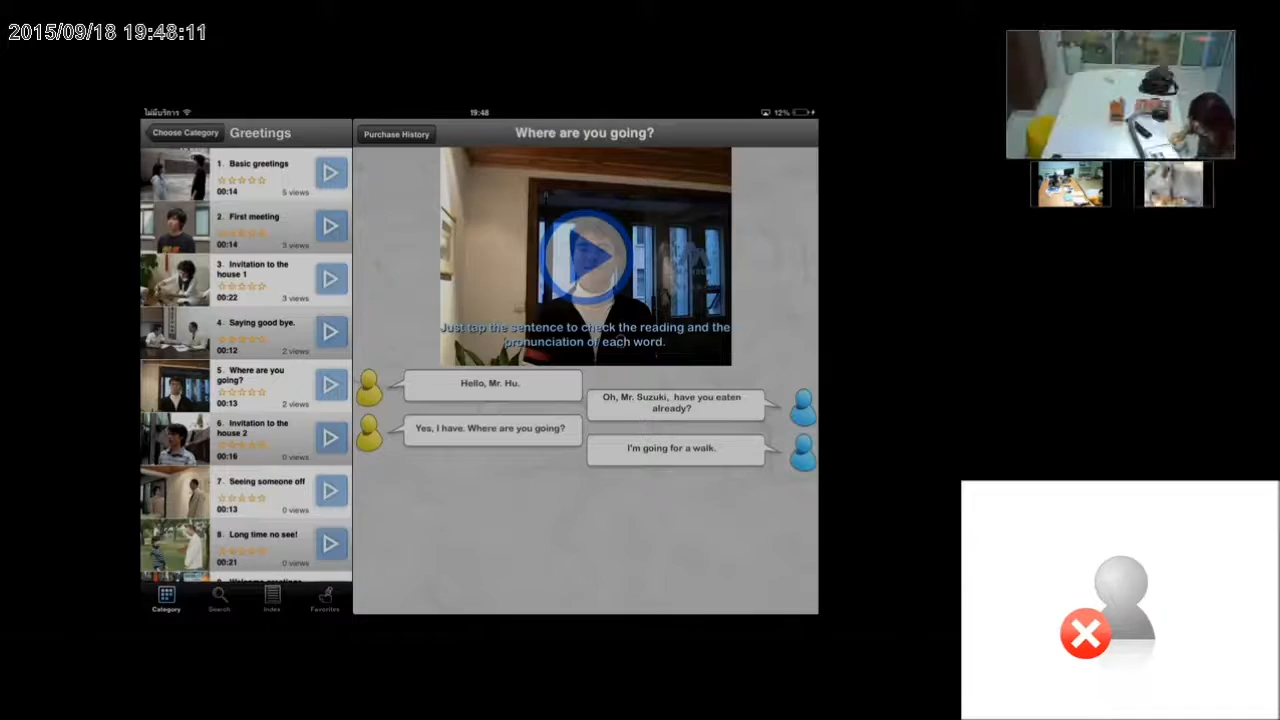 2015/09/18 19:48:11
ไม่มีบริการ
19:48
12%
Choose Category
Greetings
Purchase History
Where are you going?
1. Basic greetings
00:14
5 views
2. First meeting
00:14
3 views
3. Invitation to the
house 1
00:22
3 views
4. Saying good bye.
00:12
2 views
5. Where are you
going?
00:13
2 views
6. Invitation to the
house 2
00:16
0 views
7. Seeing someone off
00:13
0 views
8. Long time no see!
00:21
0 views
Category
Search
Index
Favorites
Just tap the sentence to check the reading and the
pronunciation of each word.
Hello, Mr. Hu.
Oh, Mr. Suzuki, have you eaten
already?
Yes, I have. Where are you going?
I'm going for a walk.